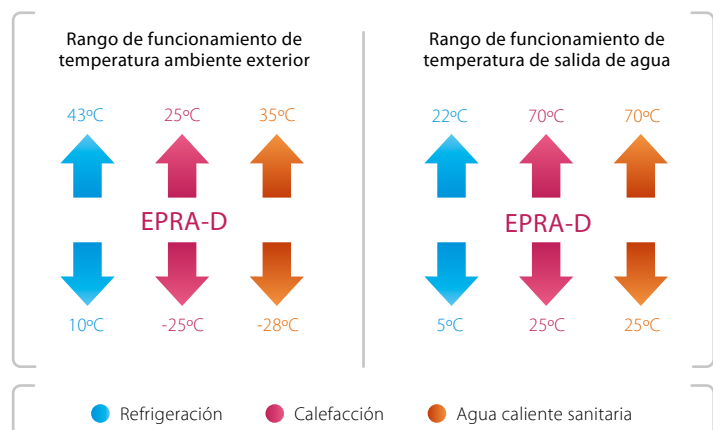 Rango de funcionamiento de
temperatura ambiente exterior
43ºC 25ºC 35ºC
EPRA-D
10ºC -25ºC -28ºC
Rango de funcionamiento de
temperatura de salida de agua
22ºC 70ºC 70ºC
EPRA-D
5ºC 25ºC 25ºC
Refrigeración Calefacción Agua caliente sanitaria